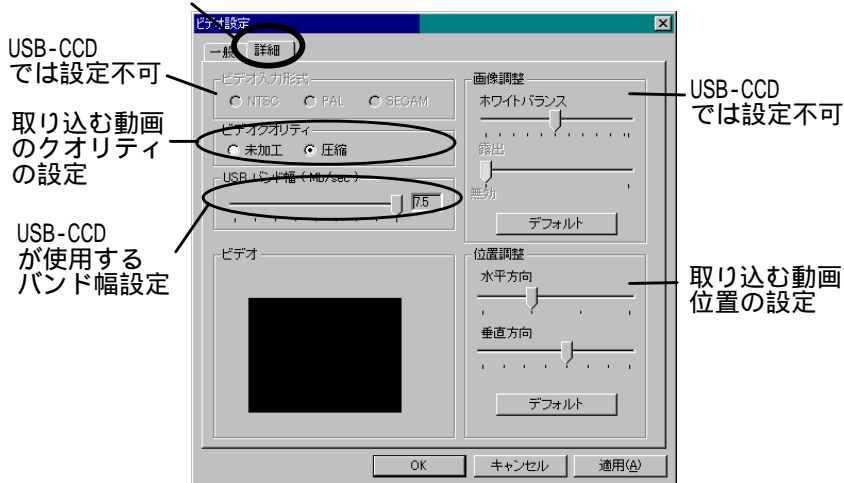 ビデオ設定
一般
詳細
USB-CCD
では設定不可
取り込む動画
のクオリティ
の設定
USB-CCD
が使用する
バンド幅設定
ビデオ入力形式
NTSC PAL SECAM
ビデオクオリティ
未加工 圧縮
USB バンド幅 ( Mb/sec )
7.5
ビデオ
画像調整
ホワイトバランス
露出
無効
デフォルト
位置調整
水平方向
垂直方向
デフォルト
USB-CCD
では設定不可
取り込む動画
位置の設定
OK キャンセル 適用(A)